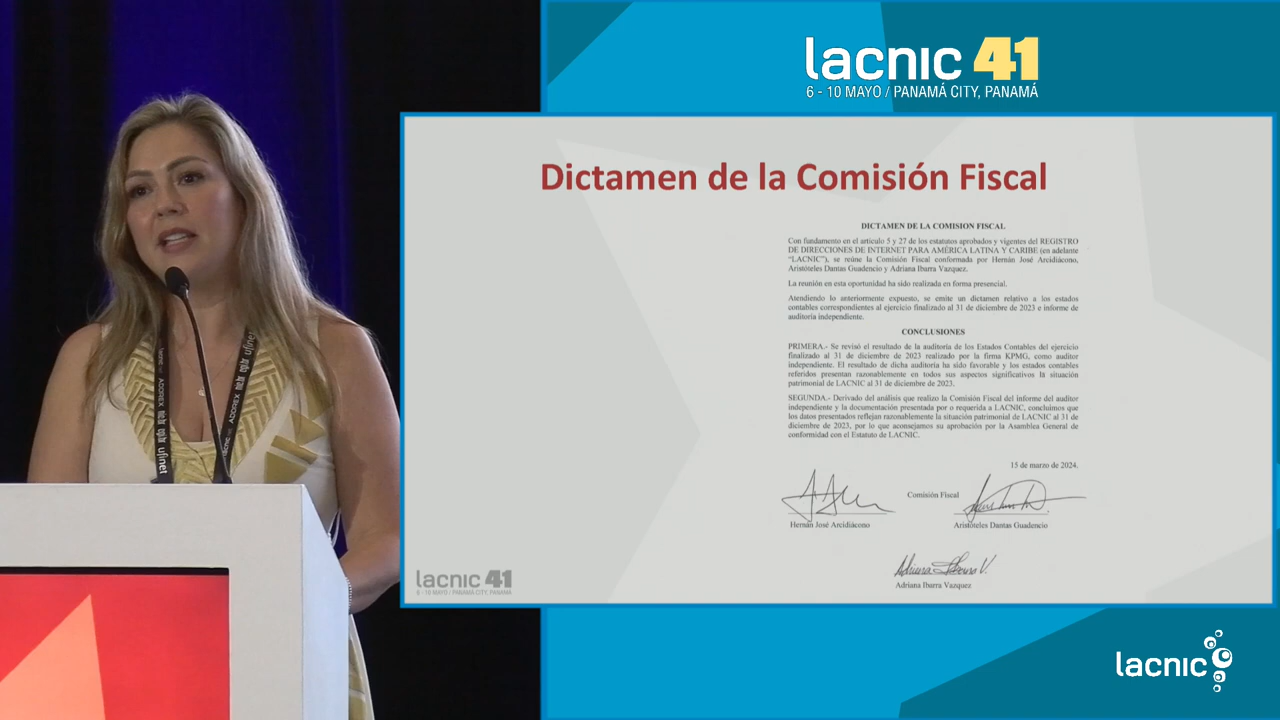 lacnic 41
6 - 10 MAYO / PANAMÁ CITY, PANAMÁ
Dictamen de la Comisión Fiscal
DICTAMEN DE LA COMISION FISCAL
Con fundamento en el artículo 5 y 27 de los estatutos aprobados y vigentes del REGISTRO
DE DIRECCIONES DE INTERNET PARA AMÉRICA LATINA Y CARIBE (en adelante
“LACNIC”), se reúne la Comisión Fiscal conformada por Hernán José Arcidiácono,
Aristóteles Dantas Guadencio y Adriana Ibarra Vazquez.
La reunión en esta oportunidad ha sido realizada en forma presencial.
Atendiendo lo anteriormente expuesto, se emite un dictamen relativo a los estados
contables correspondientes al ejercicio finalizado al 31 de diciembre de 2023 e informe de
auditoría independiente.
CONCLUSIONES
PRIMERA.- Se revisó el resultado de la auditoría de los Estados Contables del ejercicio
finalizado al 31 de diciembre de 2023 realizado por la firma KPMG, como auditor
independiente. El resultado de dicha auditoría ha sido favorable y los estados contables
referidos presentan razonablemente en todos sus aspectos significativos la situación
patrimonial de LACNIC al 31 de diciembre de 2023.
SEGUNDA.- Derivado del análisis que realizo la Comisión Fiscal del informe del auditor
independiente y la documentación presentada por o requerida a LACNIC, concluimos que
los datos presentados reflejan razonablemente la situación patrimonial de LACNIC al 31 de
diciembre de 2023, por lo que aconsejamos su aprobación por la Asamblea General de
conformidad con el Estatuto de LACNIC.
15 de marzo de 2024.
Comisión Fiscal
Hernán José Arcidiácono
Aristóteles Dantas Guadencio
Adriana Ibarra V.
Adriana Ibarra Vazquez
lacnic 41
6 - 10 MAYO / PANAMÁ CITY, PANAMÁ
lacnic
ADOREX
nic.br
ufinet
lacnic
ADOREX
nic.br
ufinet